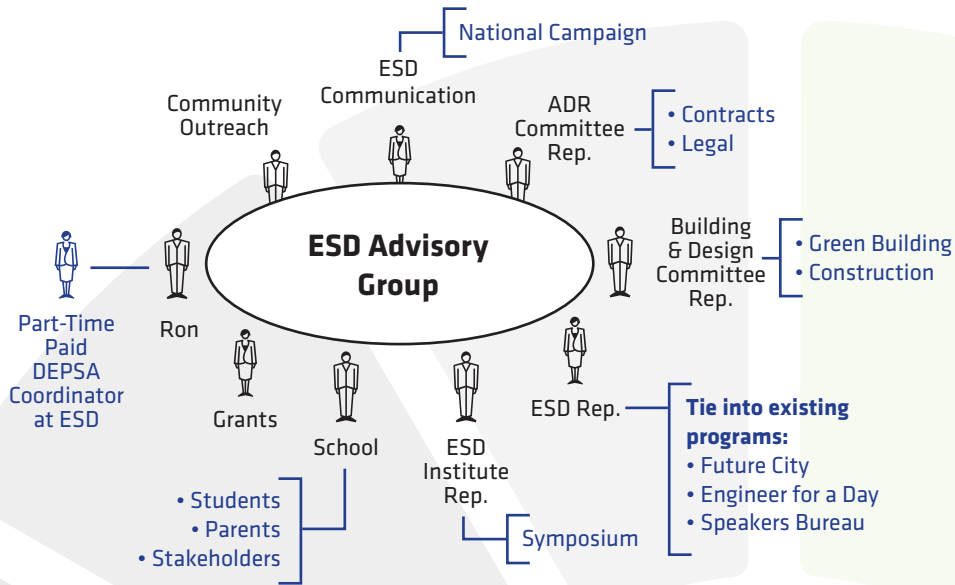 National Campaign
ESD
Communication
Community
Outreach
ADR
Committee
Rep.
• Contracts
• Legal
ESD Advisory
Group
Building
& Design
Committee
Rep.
• Green Building
• Construction
Part-Time
Paid
DEPSA
Coordinator
at ESD
Ron
Grants
School
• Students
• Parents
• Stakeholders
ESD
Institute
Rep.
Symposium
ESD Rep.
Tie into existing
programs:
• Future City
• Engineer for a Day
• Speakers Bureau